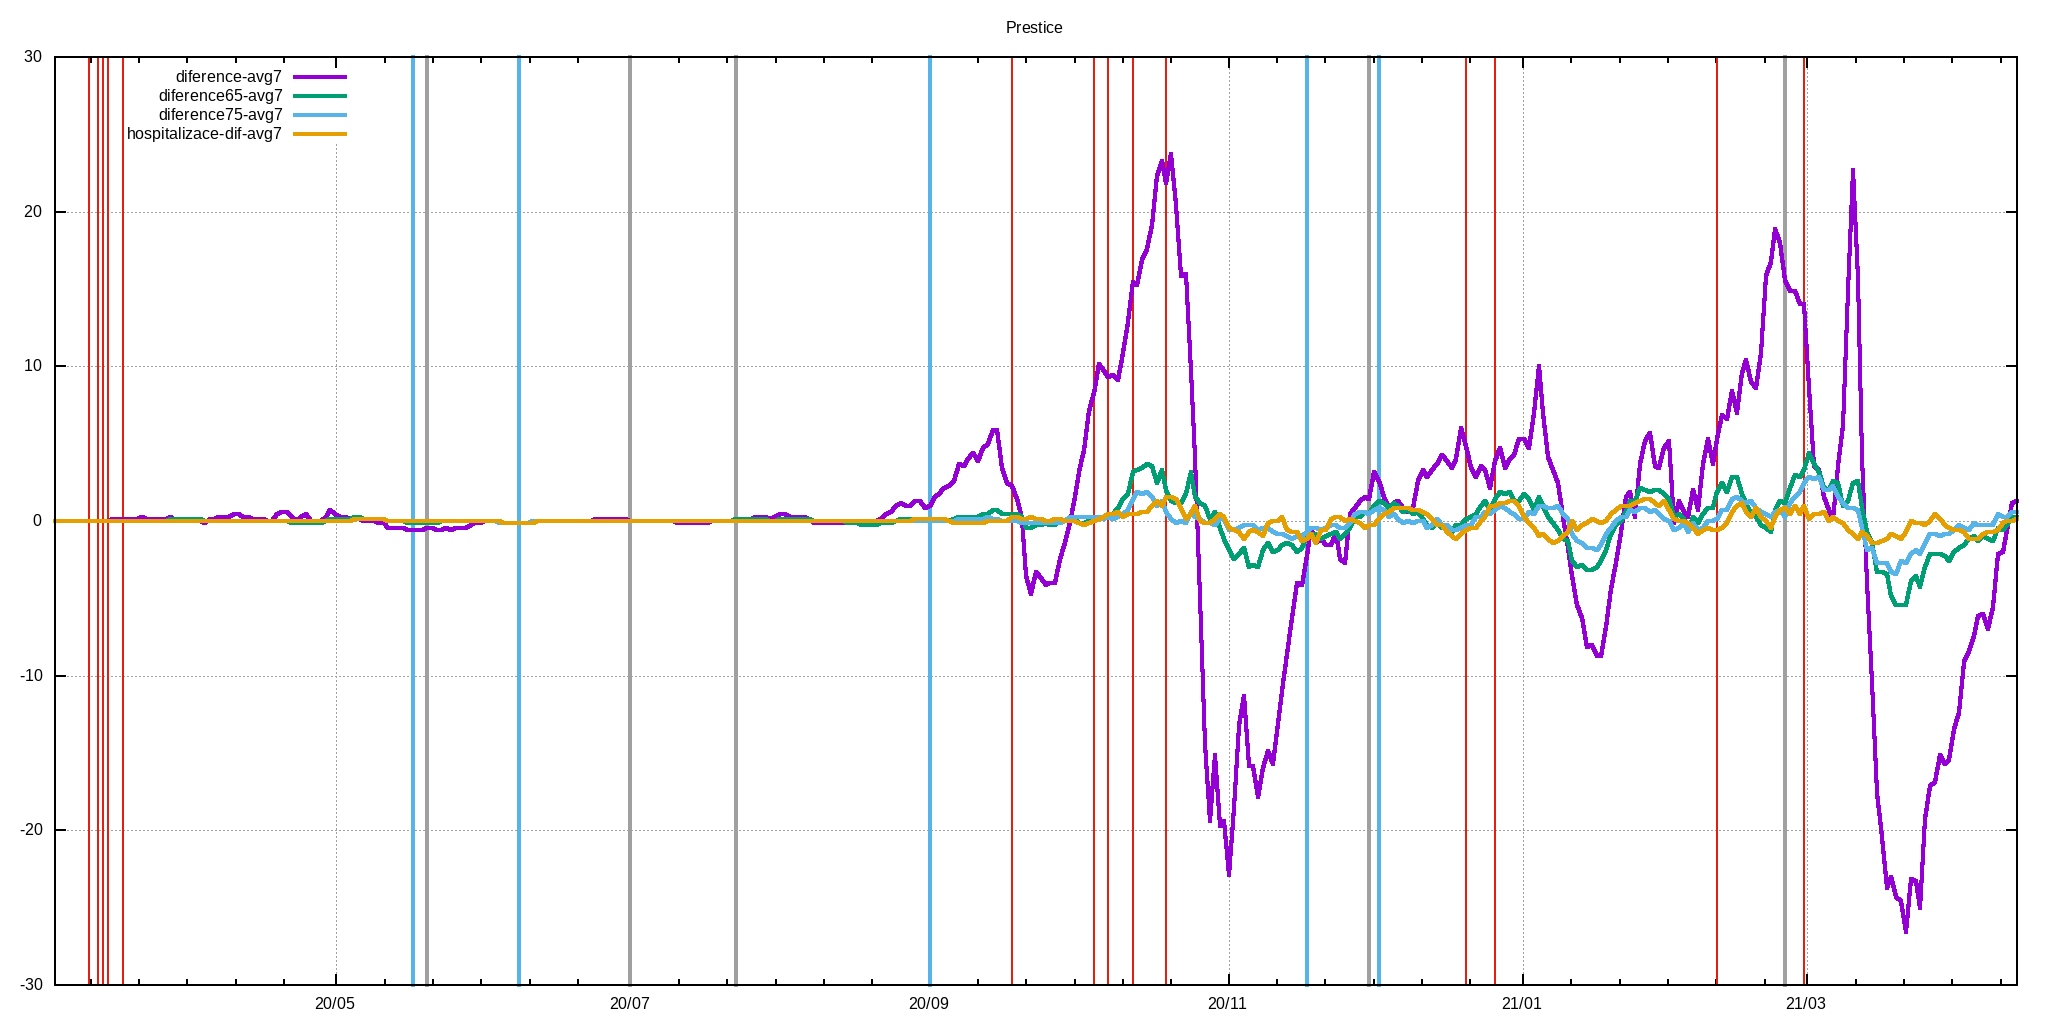 Prestice
30
20
10
0
-10
-20
-30
diference-avg7
diference65-avg7
diference75-avg7
hospitalizace-dif-avg7
20/05
20/07
20/09
20/11
21/01
21/03